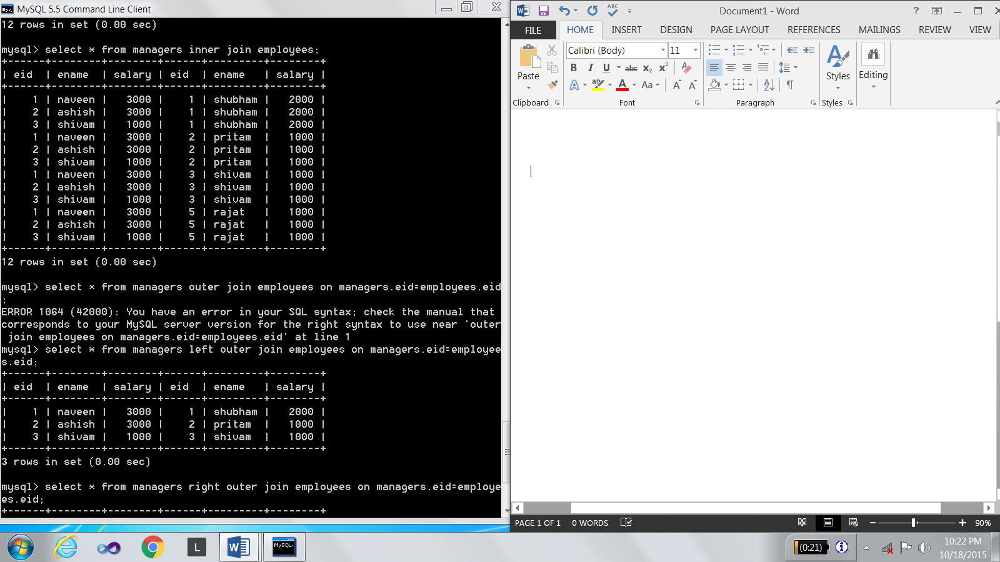 MySQL 5.5 Command Line Client
12 rows in set (0.00 sec)
mysql> select * from managers inner join employees;
+------+--------+--------+------+---------+--------+
| eid  | ename  | salary | eid  | ename   | salary |
+------+--------+--------+------+---------+--------+
|    1 | naveen |   3000 |    1 | shubham |   2000 |
|    2 | ashish |   3000 |    1 | shubham |   2000 |
|    3 | shivam |   1000 |    1 | shubham |   2000 |
|    1 | naveen |   3000 |    2 | pritam  |   1000 |
|    2 | ashish |   3000 |    2 | pritam  |   1000 |
|    3 | shivam |   1000 |    2 | pritam  |   1000 |
|    1 | naveen |   3000 |    3 | shivam  |   1000 |
|    2 | ashish |   3000 |    3 | shivam  |   1000 |
|    3 | shivam |   1000 |    3 | shivam  |   1000 |
|    1 | naveen |   3000 |    5 | rajat   |   1000 |
|    2 | ashish |   3000 |    5 | rajat   |   1000 |
|    3 | shivam |   1000 |    5 | rajat   |   1000 |
+------+--------+--------+------+---------+--------+
12 rows in set (0.00 sec)
mysql> select * from managers outer join employees on managers.eid=employees.eid
;
ERROR 1064 (42000): You have an error in your SQL syntax; check the manual that
corresponds to your MySQL server version for the right syntax to use near 'outer
 join employees on managers.eid=employees.eid' at line 1
mysql> select * from managers left outer join employees on managers.eid=employee
s.eid;
+------+--------+--------+------+---------+--------+
| eid  | ename  | salary | eid  | ename   | salary |
+------+--------+--------+------+---------+--------+
|    1 | naveen |   3000 |    1 | shubham |   2000 |
|    2 | ashish |   3000 |    2 | pritam  |   1000 |
|    3 | shivam |   1000 |    3 | shivam  |   1000 |
+------+--------+--------+------+---------+--------+
3 rows in set (0.00 sec)
mysql> select * from managers right outer join employees on managers.eid=employe
es.eid;
+------+--------+--------+------+---------+--------+
Document1 - Word
FILE HOME INSERT DESIGN PAGE LAYOUT REFERENCES MAILINGS REVIEW VIEW
Calibri (Body) 11
B I U abc X2 X2
A ab A Aa A A
Paste
Styles
Editing
Clipboard Font Paragraph Styles
PAGE 1 OF 1 0 WORDS 90%
L
MySQL>
(0:21)
10:22 PM
10/18/2015